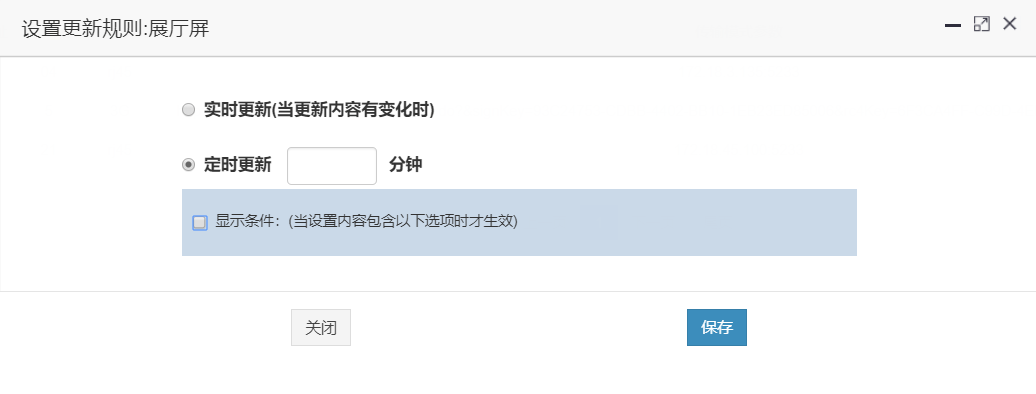 设置更新规则:展厅屏
实时更新(当更新内容有变化时)
定时更新 分钟
显示条件：(当设置内容包含以下选项时才生效)
关闭 保存